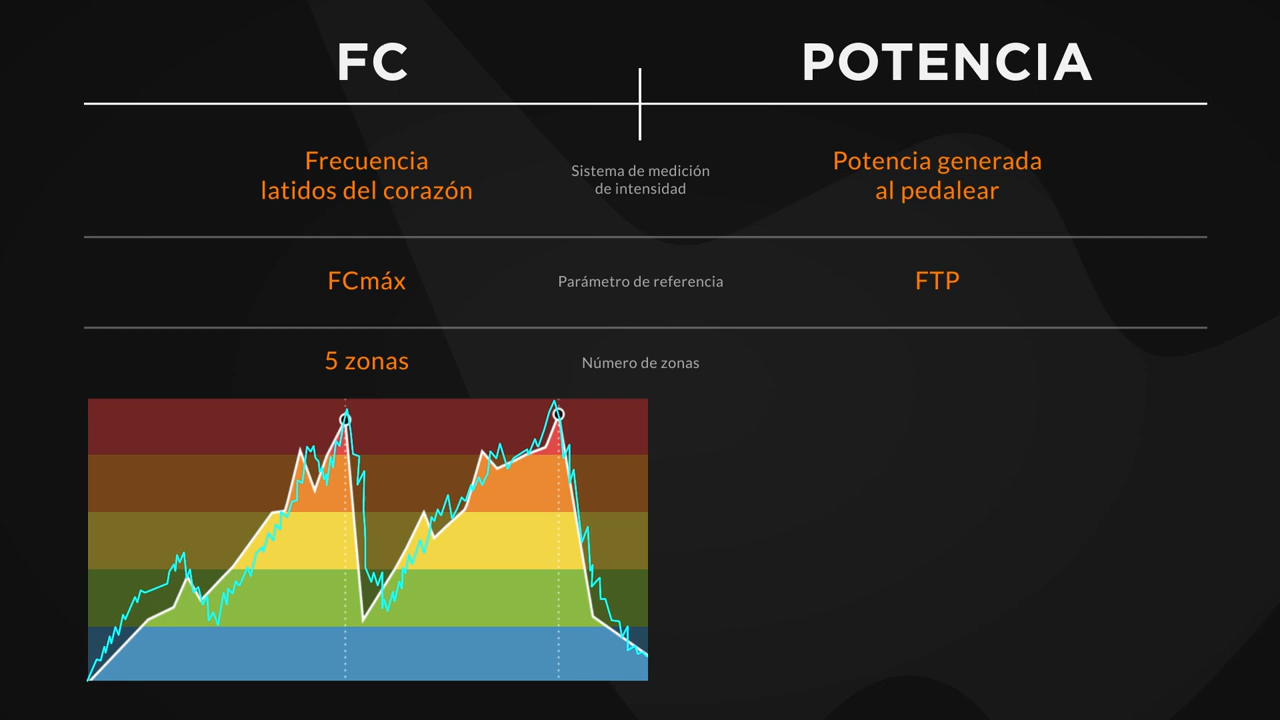 FC
POTENCIA
Frecuencia
latidos del corazón
Sistema de medición
de intensidad
Potencia generada
al pedalear
FCmáx
Parámetro de referencia
FTP
5 zonas
Número de zonas